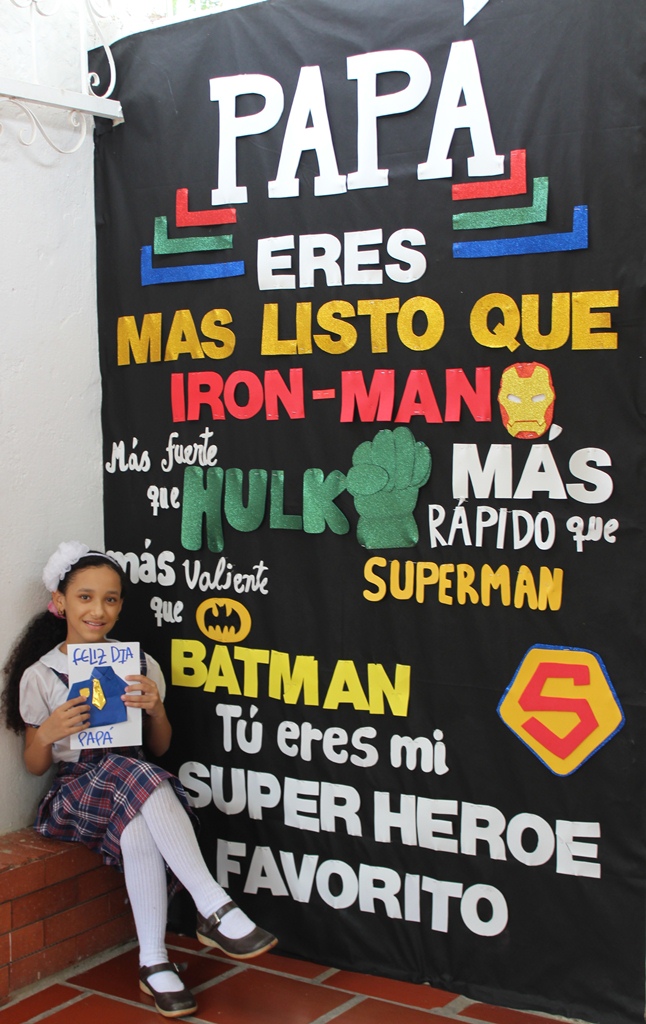 PAPA
ERES
MAS LISTO QUE
IRON-MAN
Más fuerte
que
HULK
MÁS
RÁPIDO que
SUPERMAN
más Valiente
que
BATMAN
S
Tú eres mi
SUPER HEROE
FAVORITO
FELIZ DIA
PAPÁ